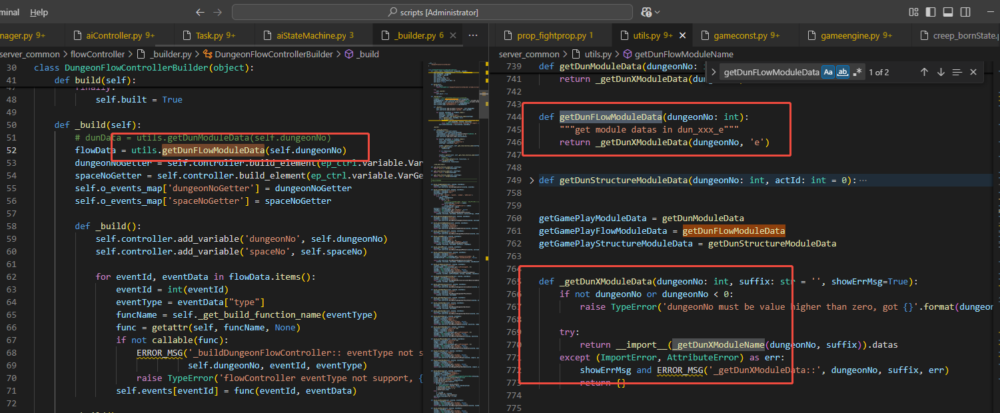 minal Help
scripts [Administrator]
nager.py 9+
aiController.py 9+
Task.py 9+
aiStateMachine.py 3
_builder.py 6
server_common > flowController > _builder.py > DungeonFlowControllerBuilder > _build
30 class DungeonFlowControllerBuilder(object):
41 def build(self):
47 finally:
48 self.built = True
49
50 def _build(self):
51 # dunData = utils.getDunModuleData(self.dungeonNo)
52 flowData = utils.getDunFLowModuleData(self.dungeonNo)
53 dungeonNoGetter = self.controller.build_element(ep_ctrl.variable.Var
54 spaceNoGetter = self.controller.build_element(ep_ctrl.variable.VarGe
55 self.o_events_map['dungeonNoGetter'] = dungeonNoGetter
56 self.o_events_map['spaceNoGetter'] = spaceNoGetter
57
58 def _build():
59 self.controller.add_variable('dungeonNo', self.dungeonNo)
60 self.controller.add_variable('spaceNo', self.spaceNo)
61
62 for eventId, eventData in flowData.items():
63 eventId = int(eventId)
64 eventType = eventData["type"]
65 funcName = self._get_build_function_name(eventType)
66 func = getattr(self, funcName, None)
67 if not callable(func):
68 ERROR_MSG('_buildDungeonFlowController:: eventType not s
69 self.dungeonNo, eventId, eventType)
70 raise TypeError('flowController eventType not support, {
71 self.events[eventId] = func(eventId, eventData)
72
prop_fightprop.py 1
utils.py 9+
gameconst.py 9+
gameengine.py 9+
creep_bornState.p
server_common > utils.py > getDunFlowModuleName
getDunFLowModuleData Aa ab .* 1 of 2
739 def getDunModuleData(dungeonNo: i
741 return _getDunXModuleData(dun
742
743
744 def getDunFLowModuleData(dungeonNo: int):
745 """get module datas in dun_xxx_e"""
746 return _getDunXModuleData(dungeonNo, 'e')
747
748
749 def getDunStructureModuleData(dungeonNo: int, actId: int = 0):⋯
758
759
760 getGamePlayModuleData = getDunModuleData
761 getGamePlayFlowModuleData = getDunFLowModuleData
762 getGamePlayStructureModuleData = getDunStructureModuleData
763
764
765 def _getDunXModuleData(dungeonNo: int, suffix: str = '', showErrMsg=True):
766 if not dungeonNo or dungeonNo < 0:
767 raise TypeError('dungeonNo must be value higher than zero, got {}'.format(dungeon
768
769 try:
770 return __import__(_getDunXModuleName(dungeonNo, suffix)).datas
771 except (ImportError, AttributeError) as err:
772 showErrMsg and ERROR_MSG('_getDunXModuleData::', dungeonNo, suffix, err)
773 return {}
774
775